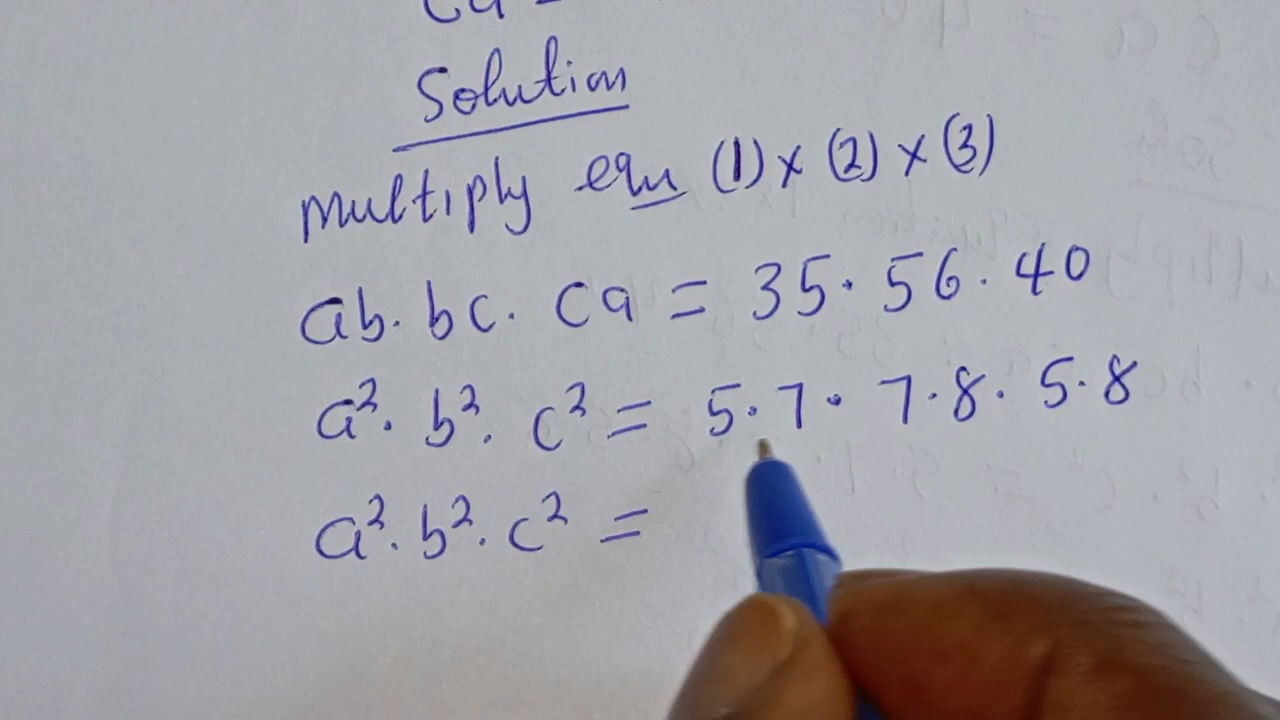 Ca =
Solution
Multiply eqn (1) x (2) x (3)
ab. bc. ca = 35. 56. 40
a². b². c² = 5.7. 7.8. 5.8
a². b². c² =